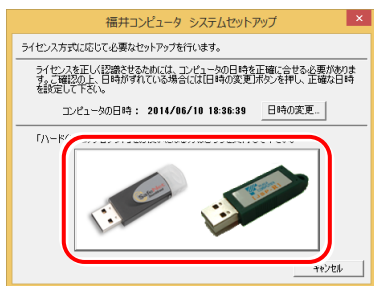 福井コンピュータ システムセットアップ
ライセンス方式に応じて必要なセットアップを行います。
ライセンスを正しく認識させるためには、コンピュータの日時を正確に合せる必要がありま
す。ご確認の上、日時がずれている場合には[日時の変更]ボタンを押し、正確な日時
を設定して下さい。
コンピュータの日時： 2014/06/10 18:36:39
日時の変更...
「ハード
キャンセル